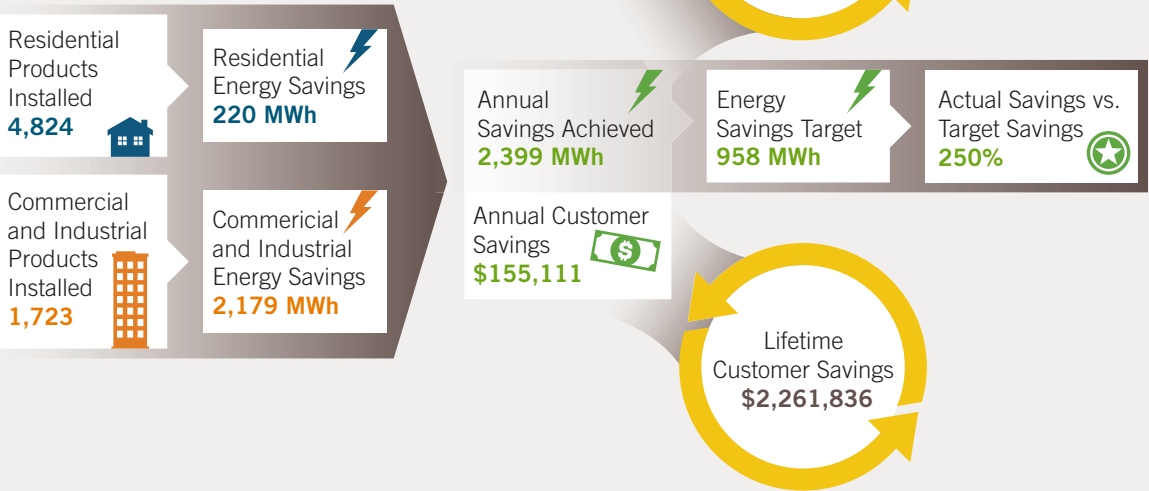 Residential
Products
Installed
4,824
Residential
Energy Savings
220 MWh
Commercial
and Industrial
Products
Installed
1,723
Commericial
and Industrial
Energy Savings
2,179 MWh
Annual
Savings Achieved
2,399 MWh
Energy
Savings Target
958 MWh
Actual Savings vs.
Target Savings
250%
Annual Customer
Savings
$
$155,111
Lifetime
Customer Savings
$2,261,836